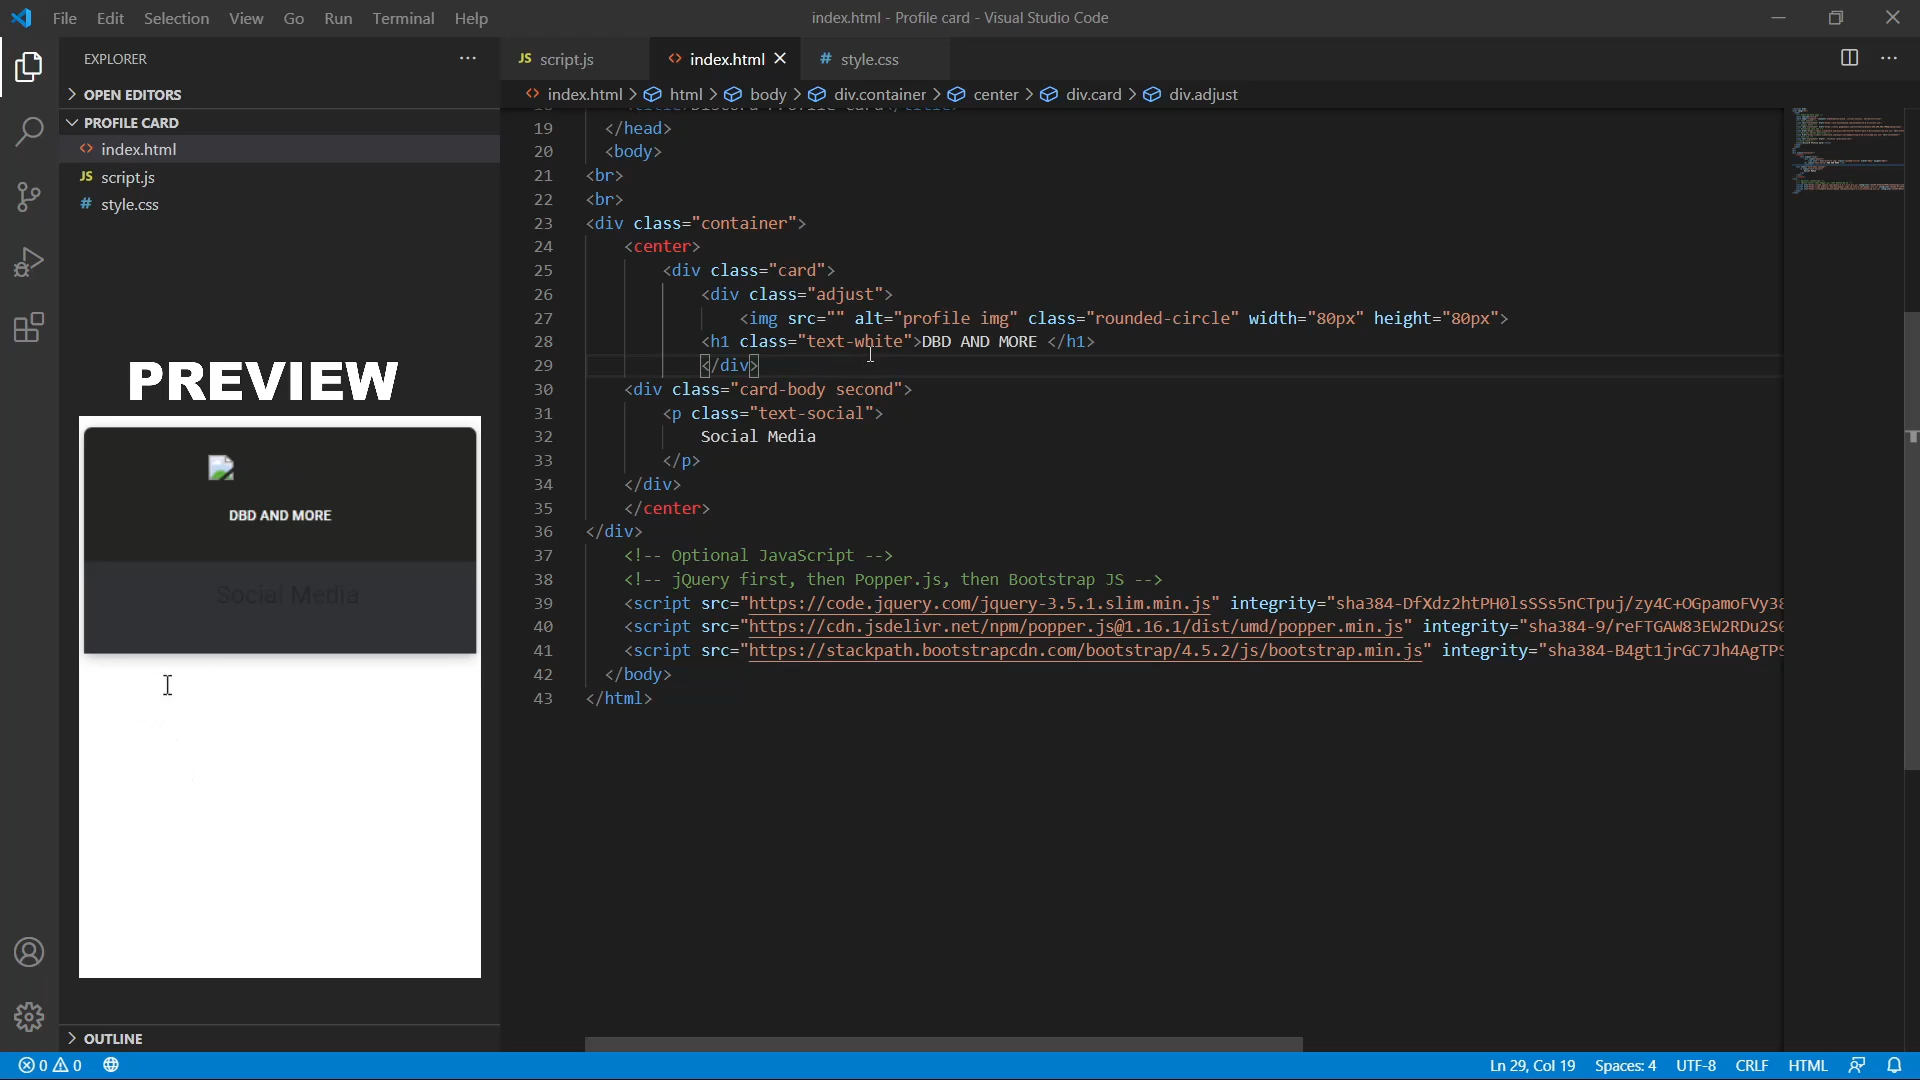 File Edit Selection View Go Run Terminal Help
index.html - Profile card - Visual Studio Code
EXPLORER
OPEN EDITORS
PROFILE CARD
index.html
JS script.js
# style.css
PREVIEW
DBD AND MORE
Social Media
OUTLINE
JS script.js
index.html
# style.css
index.html > html > body > div.container > center > div.card > div.adjust
19 </head>
20 <body>
21 <br>
22 <br>
23 <div class="container">
24 <center>
25 <div class="card">
26 <div class="adjust">
27 <img src="" alt="profile img" class="rounded-circle" width="80px" height="80px">
28 <h1 class="text-white">DBD AND MORE </h1>
29 </div>
30 <div class="card-body second">
31 <p class="text-social">
32 Social Media
33 </p>
34 </div>
35 </center>
36 </div>
37 <!-- Optional JavaScript -->
38 <!-- jQuery first, then Popper.js, then Bootstrap JS -->
39 <script src="https://code.jquery.com/jquery-3.5.1.slim.min.js" integrity="sha384-DfXdz2htPH0lsSSs5nCTpuj/zy4C+OGpamoFVy38
40 <script src="https://cdn.jsdelivr.net/npm/popper.js@1.16.1/dist/umd/popper.min.js" integrity="sha384-9/reFTGAW83EW2RDu2S0
41 <script src="https://stackpath.bootstrapcdn.com/bootstrap/4.5.2/js/bootstrap.min.js" integrity="sha384-B4gt1jrGC7Jh4AgTPS
42 </body>
43 </html>
0 0
Ln 29, Col 19 Spaces: 4 UTF-8 CRLF HTML